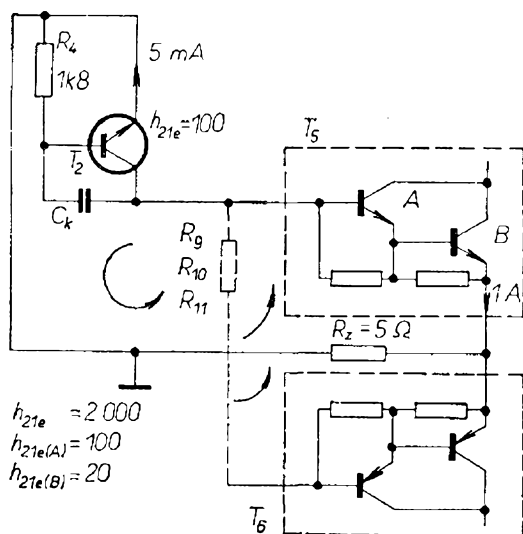 R4
1k8
5 mA
h21e=100
T2
Ck
T5
A
B
1 A
R9
R10
R11
Rz = 5 Ω
h21e = 2 000
h21e(A) = 100
h21e(B) = 20
T6